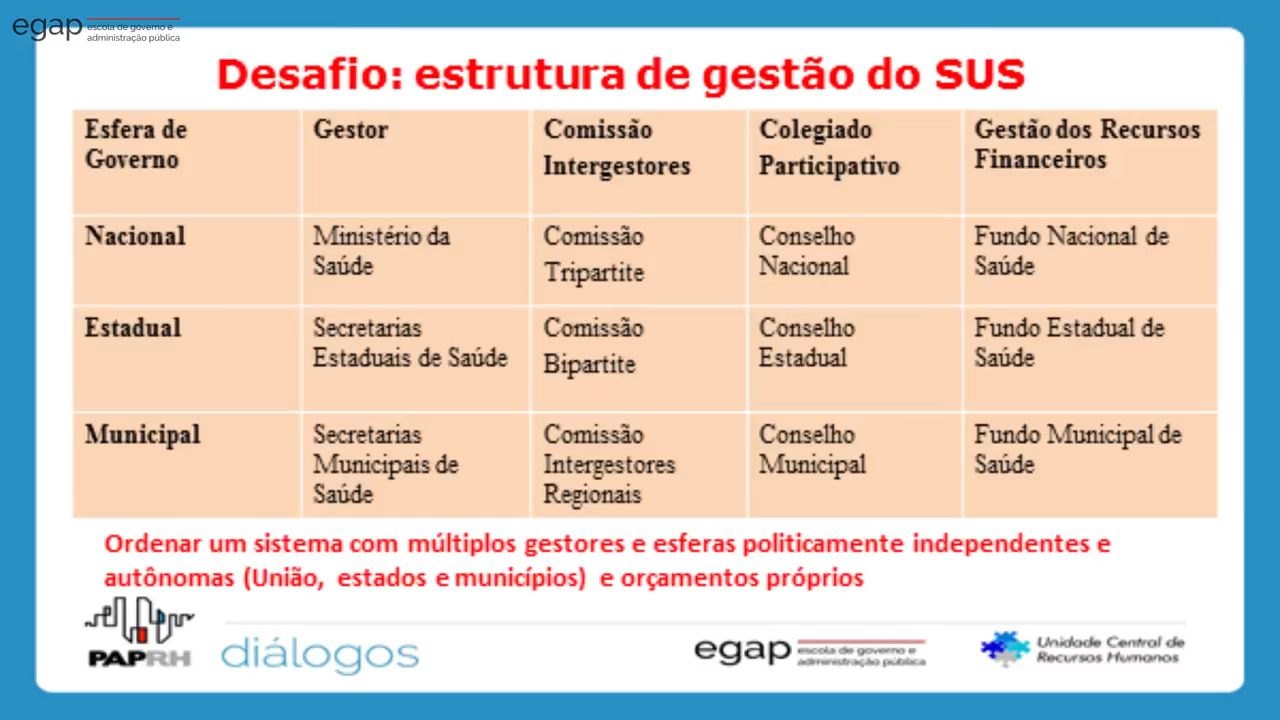 egap escola de governo e
administração pública
Desafio: estrutura de gestão do SUS
Esfera de
Governo
Gestor
Comissão
Intergestores
Colegiado
Participativo
Gestão dos Recursos
Financeiros
Nacional
Ministério da
Saúde
Comissão
Tripartite
Conselho
Nacional
Fundo Nacional de
Saúde
Estadual
Secretarias
Estaduais de Saúde
Comissão
Bipartite
Conselho
Estadual
Fundo Estadual de
Saúde
Municipal
Secretarias
Municipais de
Saúde
Comissão
Intergestores
Regionais
Conselho
Municipal
Fundo Municipal de
Saúde
Ordenar um sistema com múltiplos gestores e esferas politicamente independentes e
autônomas (União, estados e municípios) e orçamentos próprios
PAPRH
diálogos
egap escola de governo e
administração pública
Unidade Central de
Recursos Humanos